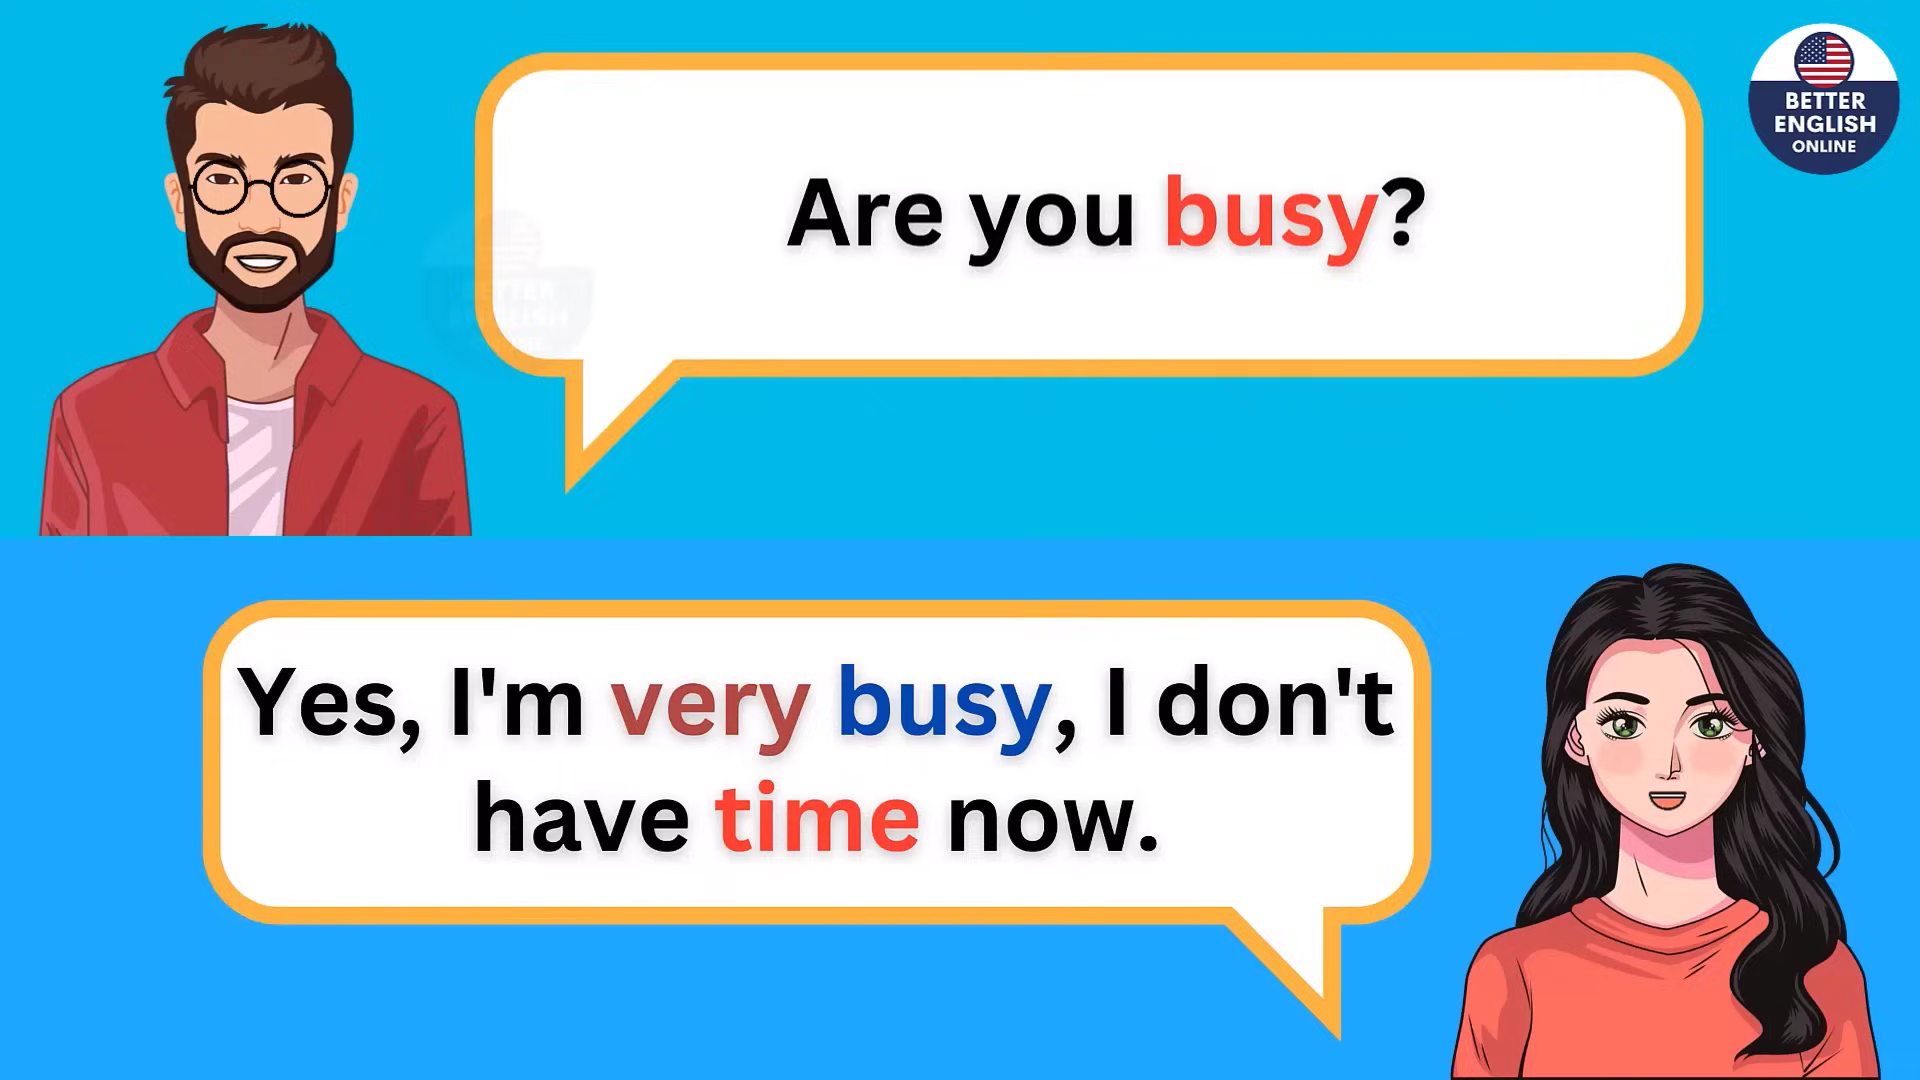 BETTER
ENGLISH
ONLINE
Are you busy?
Yes, I'm very busy, I don't
have time now.